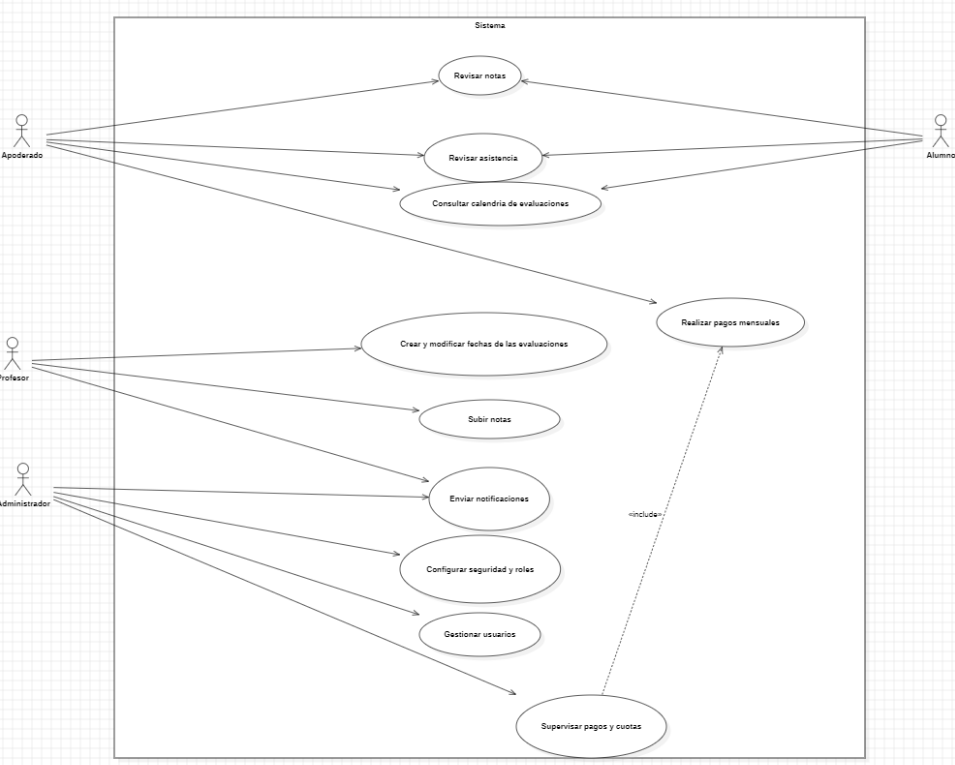 Sistema
Revisar notas
Apoderado
Alumno
Revisar asistencia
Consultar calendria de evaluaciones
Realizar pagos mensuales
Crear y modificar fechas de las evaluaciones
Profesor
Subir notas
Administrador
Enviar notificaciones
«include»
Configurar seguridad y roles
Gestionar usuarios
Supervisar pagos y cuotas